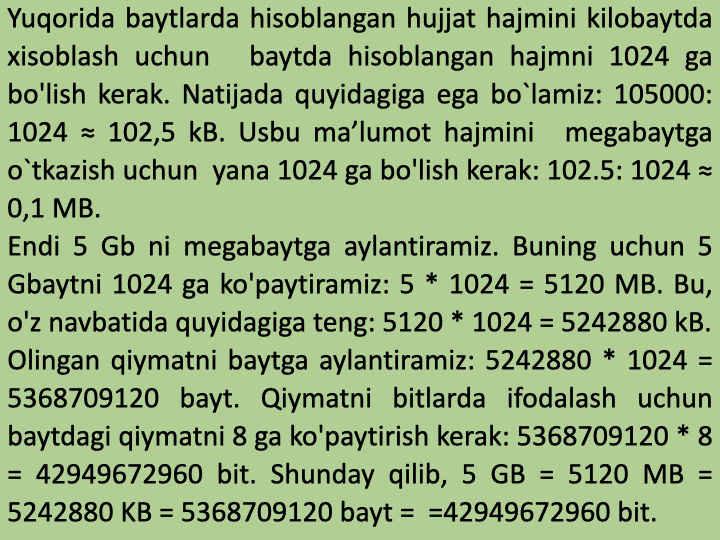 Yuqorida baytlarda hisoblangan hujjat hajmini kilobaytda
xisoblash uchun baytda hisoblangan hajmni 1024 ga
bo'lish kerak. Natijada quyidagiga ega bo`lamiz: 105000:
1024 ≈ 102,5 kB. Usbu ma’lumot hajmini megabaytga
o`tkazish uchun yana 1024 ga bo'lish kerak: 102.5: 1024 ≈
0,1 MB.
Endi 5 Gb ni megabaytga aylantiramiz. Buning uchun 5
Gbaytni 1024 ga ko'paytiramiz: 5 * 1024 = 5120 MB. Bu,
o'z navbatida quyidagiga teng: 5120 * 1024 = 5242880 kB.
Olingan qiymatni baytga aylantiramiz: 5242880 * 1024 =
5368709120 bayt. Qiymatni bitlarda ifodalash uchun
baytdagi qiymatni 8 ga ko'paytirish kerak: 5368709120 * 8
= 42949672960 bit. Shunday qilib, 5 GB = 5120 MB =
5242880 KB = 5368709120 bayt = =42949672960 bit.